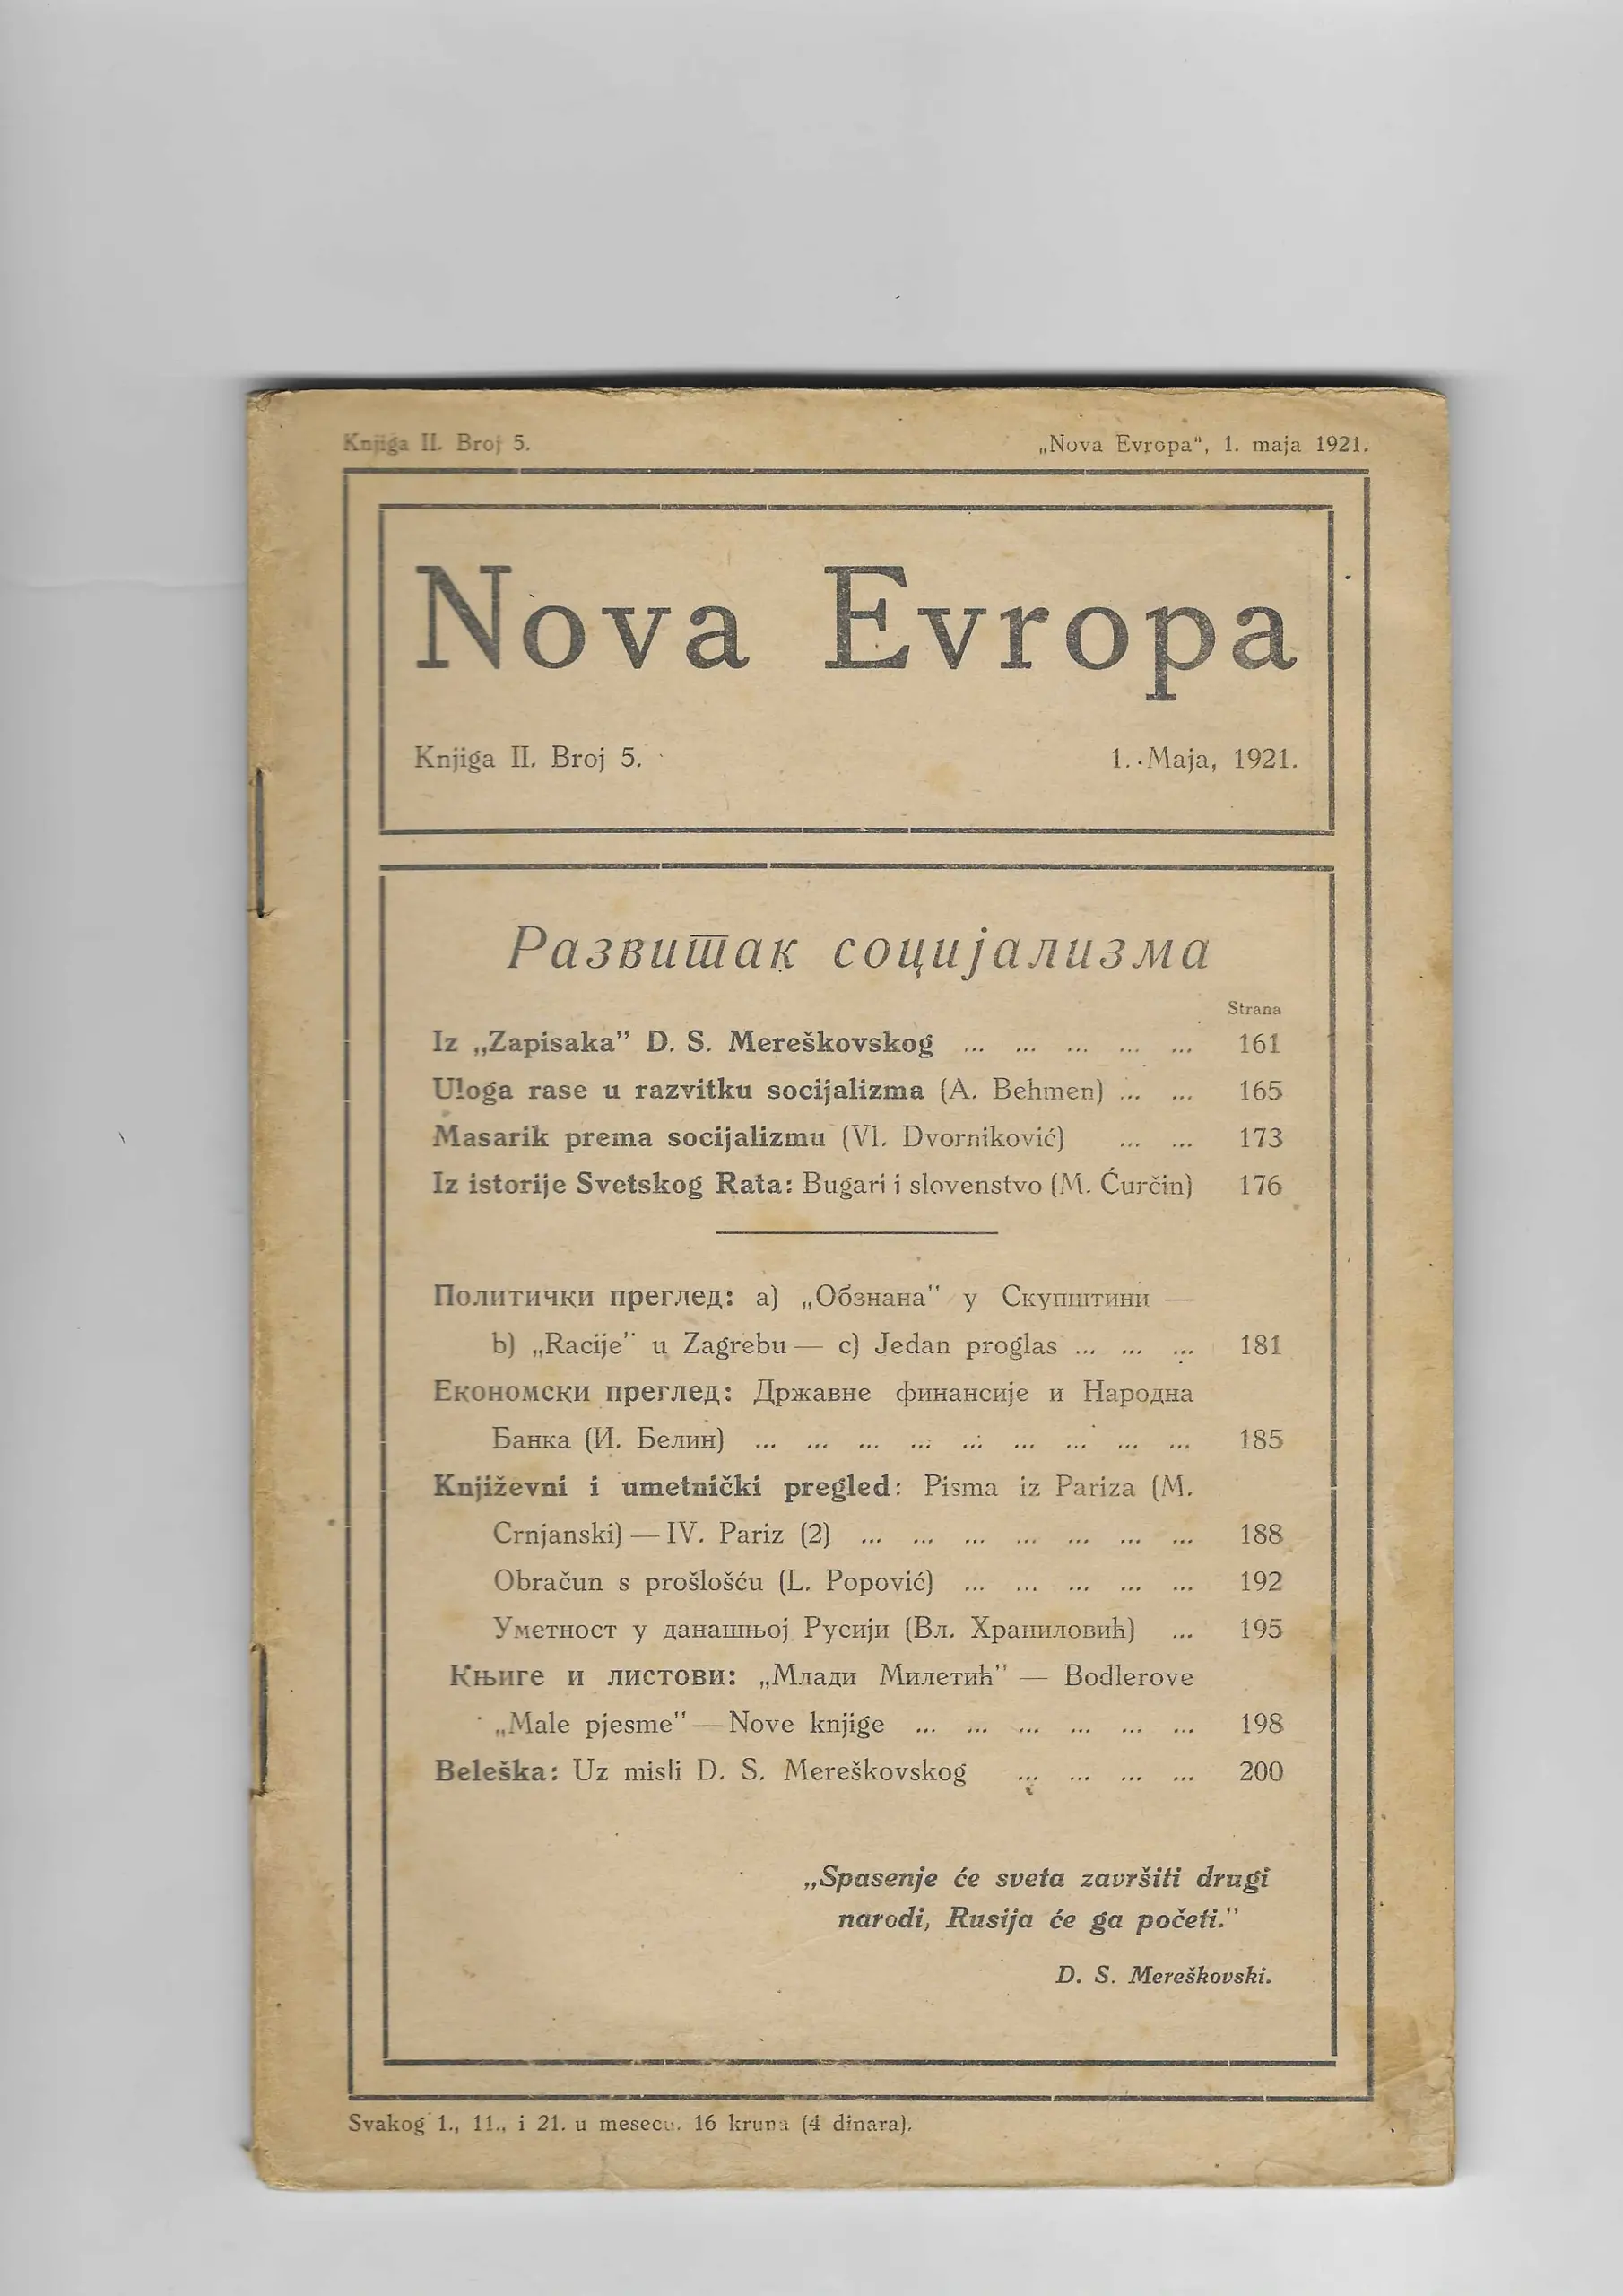 Knjiga II. Broj 5.
„Nova Evropa“, 1. maja 1921.
Nova Evropa
Knjiga II. Broj 5.
1. Maja, 1921.
Развитак социјализма
Strana
Iz „Zapisaka” D. S. Mereškovskog ... ... ... ... ... 161
Uloga rase u razvitku socijalizma (A. Behmen) ... ... 165
Masarik prema socijalizmu (Vl. Dvorniković) ... ... 173
Iz istorije Svetskog Rata: Bugari i slovenstvo (M. Ćurčin) 176
Политички преглед: а) „Обзнана” у Скупштини —
b) „Racije” u Zagrebu — c) Jedan proglas ... ... ... 181
Економски преглед: Државне финансије и Народна
Банка (И. Белин) ... ... ... ... ... ... ... ... ... 185
Književni i umetnički pregled: Pisma iz Pariza (M.
Crnjanski) — IV. Pariz (2) ... ... ... ... ... ... ... 188
Obračun s prošlošću (L. Popović) ... ... ... ... ... 192
Уметност у данашњој Русији (Вл. Храниловић) ... 195
Књиге и листови: „Млади Милетић” — Bodlerove
„Male pjesme” — Nove knjige ... ... ... ... ... ... 198
Beleška: Uz misli D. S. Mereškovskog ... ... ... ... 200
„Spasenje će sveta završiti drugi
narodi, Rusija će ga početi.”
D. S. Mereškovski.
Svakog 1., 11., i 21. u mesecu. 16 kruna (4 dinara).